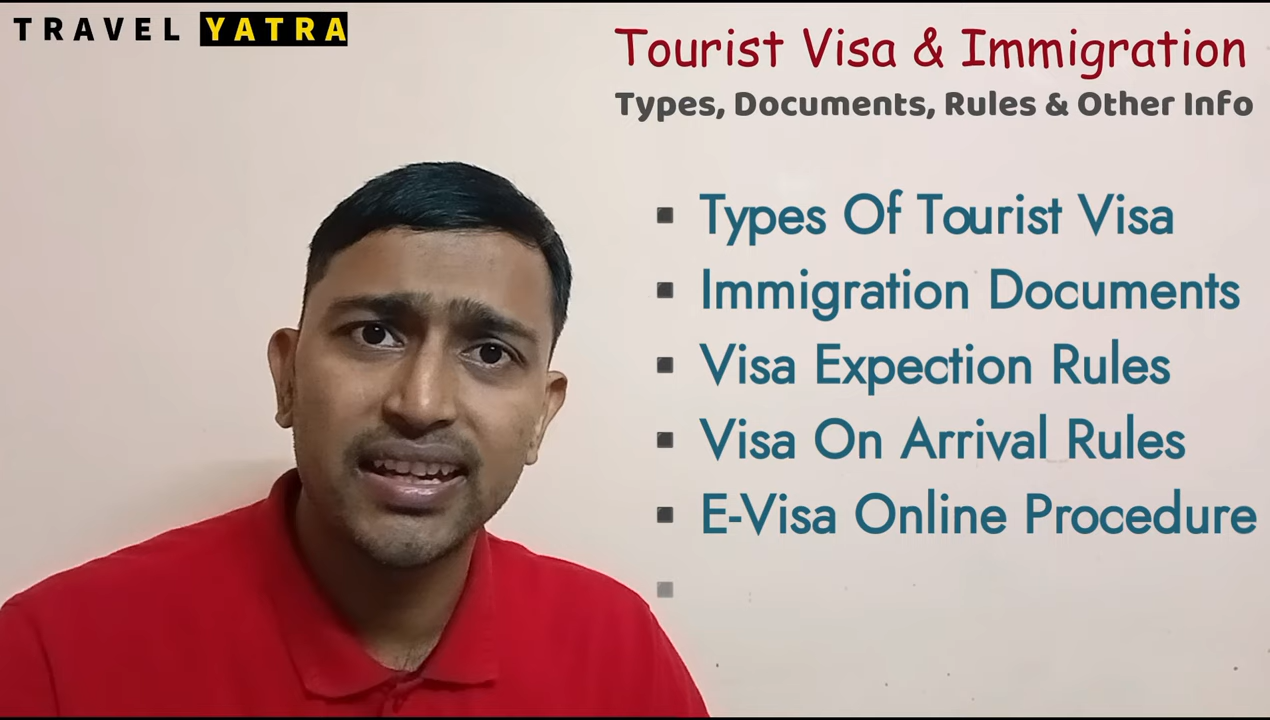 TRAVEL YATRA
Tourist Visa & Immigration
Types, Documents, Rules & Other Info
▪ Types Of Tourist Visa
▪ Immigration Documents
▪ Visa Expection Rules
▪ Visa On Arrival Rules
▪ E-Visa Online Procedure